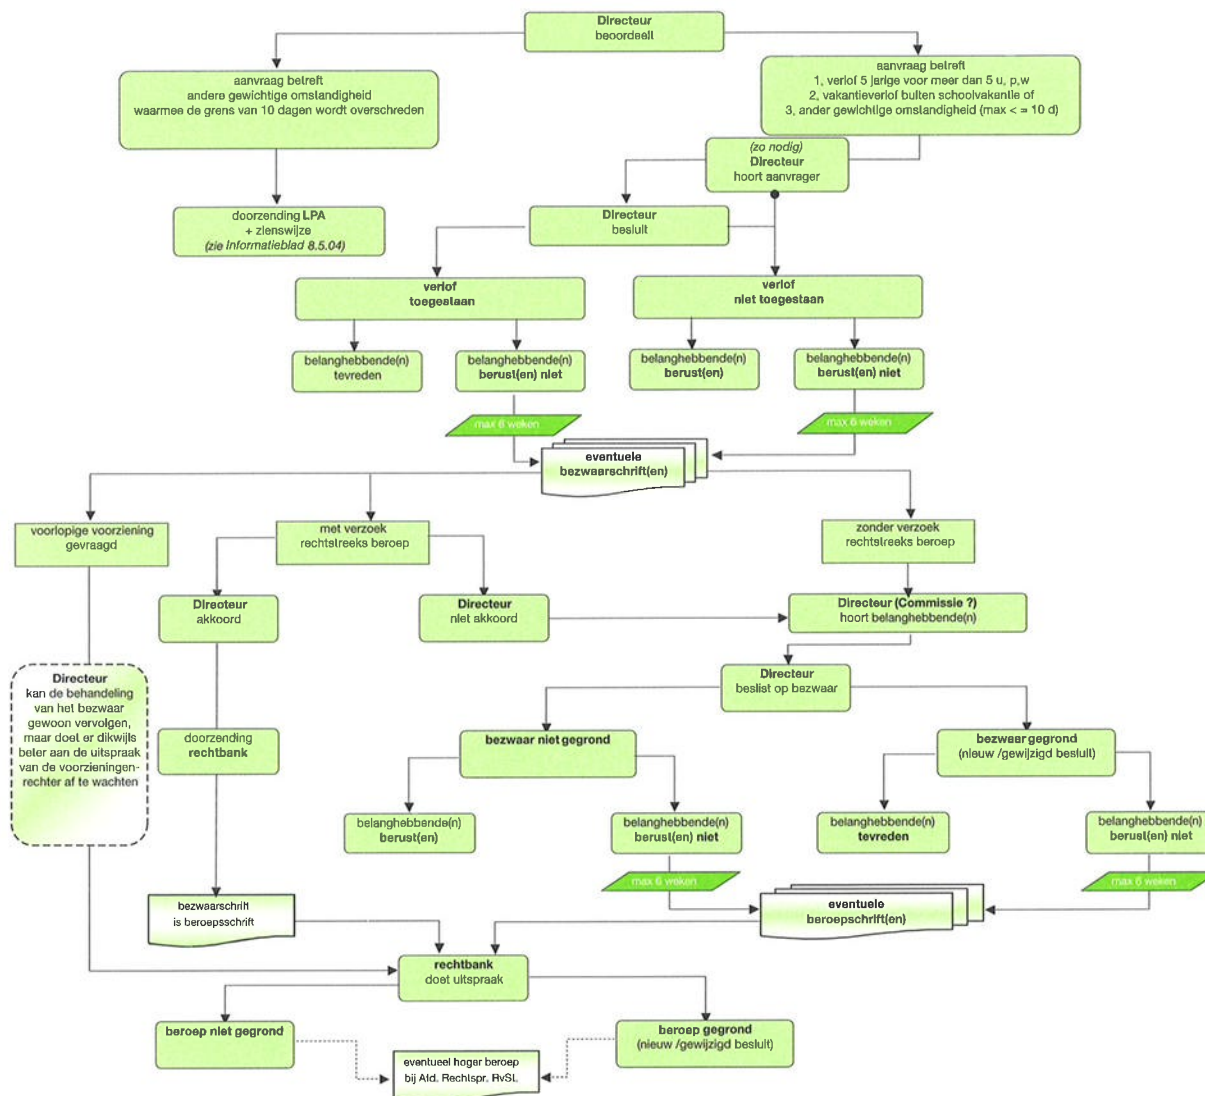 Directeur
beoordeelt
aanvraag betreft
andere gewichtige omstandigheid
waarmee de grens van 10 dagen wordt overschreden
aanvraag betreft
1, verlof 5 jarige voor meer dan 5 u, p,w
2, vakantieverlof buiten schoolvakantie of
3, ander gewichtige omstandigheid (max < = 10 d)
(zo nodig)
Directeur
hoort aanvrager
doorzending LPA
+ zienswijze
(zie Informatieblad 8.5.04)
Directeur
besluit
verlof
toegestaan
verlof
niet toegestaan
belanghebbende(n)
tevreden
belanghebbende(n)
berust(en) niet
belanghebbende(n)
berust(en)
belanghebbende(n)
berust(en) niet
max 6 weken
max 6 weken
eventuele
bezwaarschrift(en)
voorlopige voorziening
gevraagd
met verzoek
rechtstreeks beroep
zonder verzoek
rechtstreeks beroep
Directeur
akkoord
Directeur
niet akkoord
Directeur (Commissie ?)
hoort belanghebbende(n)
Directeur
kan de behandeling
van het bezwaar
gewoon vervolgen,
maar doet er dikwijls
beter aan de uitspraak
van de voorzieningen-
rechter af te wachten
Directeur
beslist op bezwaar
doorzending
rechtbank
bezwaar niet gegrond
bezwaar gegrond
(nieuw /gewijzigd besluit)
belanghebbende(n)
berust(en)
belanghebbende(n)
berust(en) niet
belanghebbende(n)
tevreden
belanghebbende(n)
berust(en) niet
max 6 weken
max 6 weken
bezwaarschrift
is beroepsschrift
eventuele
beroepschrift(en)
rechtbank
doet uitspraak
beroep niet gegrond
beroep gegrond
(nieuw /gewijzigd besluit)
eventueel hoger beroep
bij Afd. Rechtspr. RvSt.